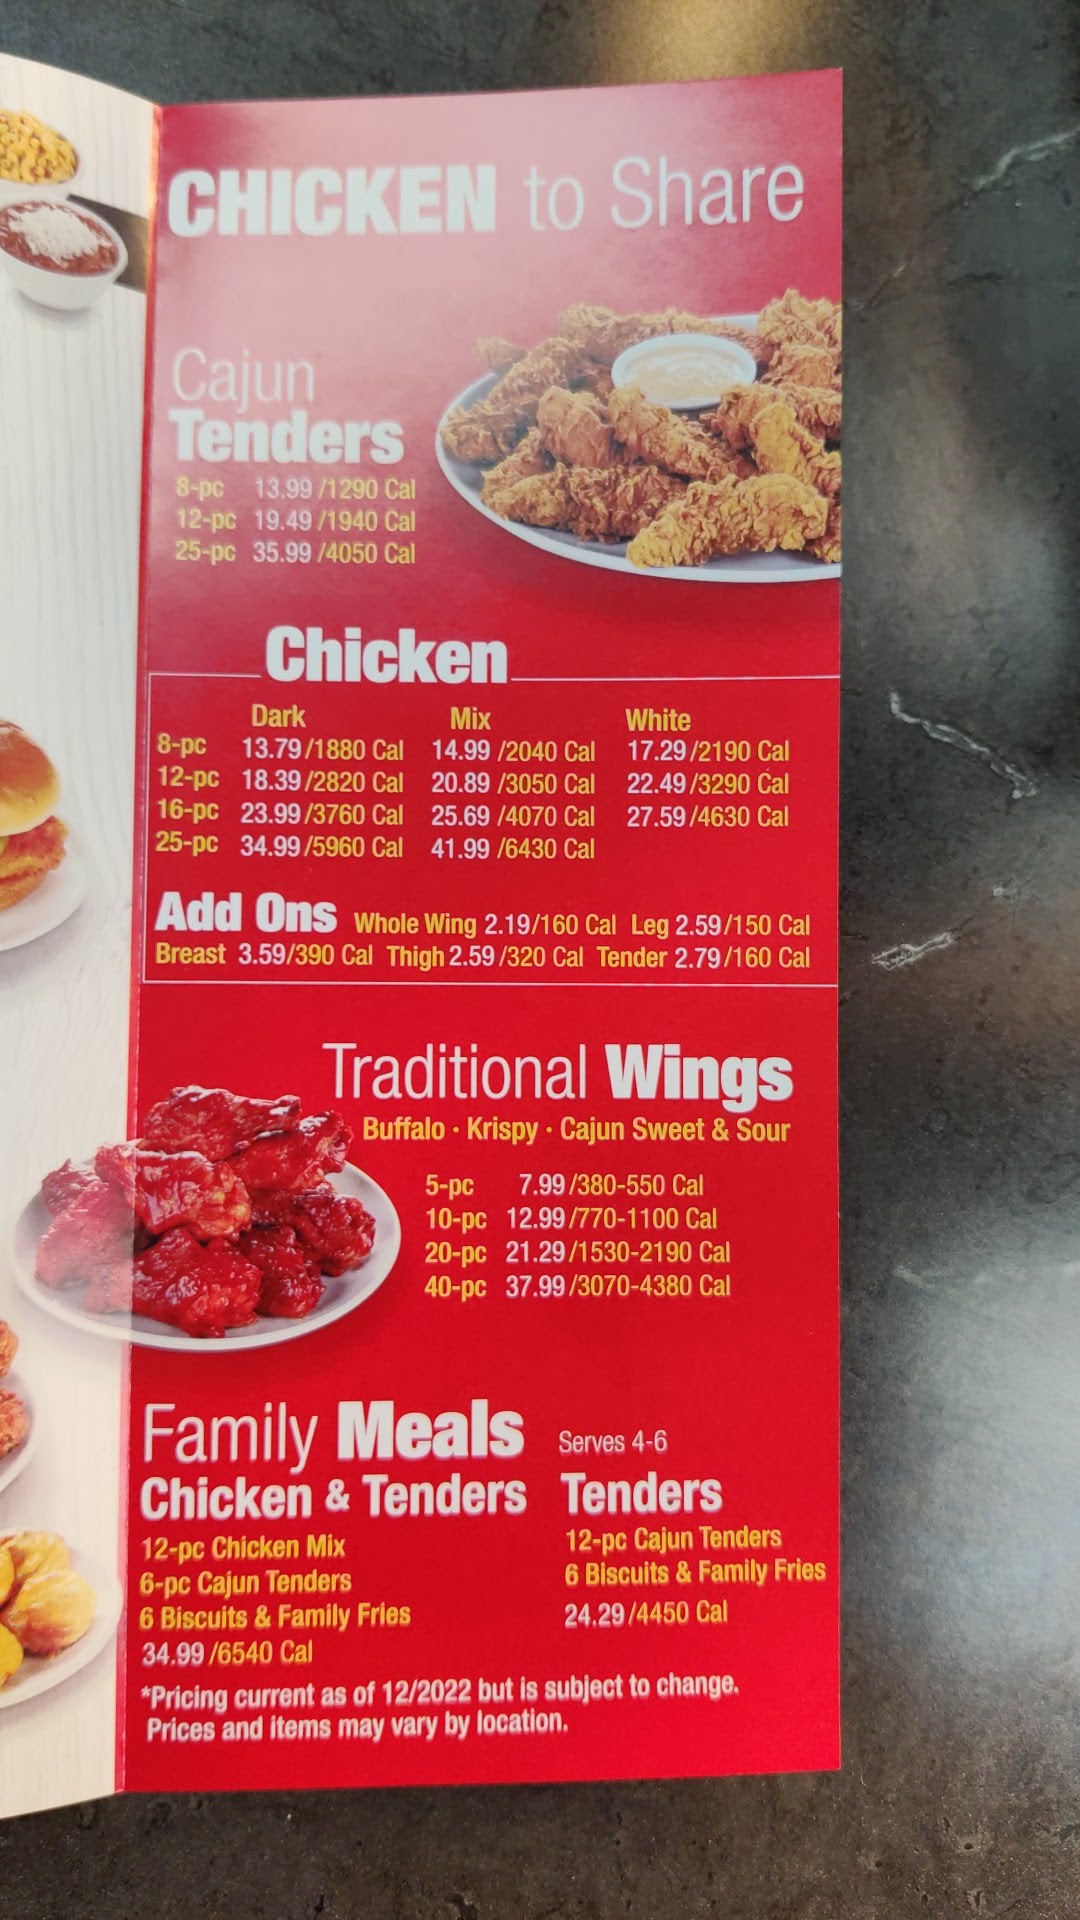 CHICKEN to Share
Cajun
Tenders
8-pc 13.99 /1290 Cal
12-pc 19.49 /1940 Cal
25-pc 35.99 /4050 Cal
Chicken
Dark Mix White
8-pc 13.79/1880 Cal 14.99 /2040 Cal 17.29/2190 Cal
12-pc 18.39/2820 Cal 20.89 /3050 Cal 22.49/3290 Cal
16-pc 23.99/3760 Cal 25.69 /4070 Cal 27.59/4630 Cal
25-pc 34.99/5960 Cal 41.99 /6430 Cal
Add Ons Whole Wing 2.19/160 Cal Leg 2.59/150 Cal
Breast 3.59/390 Cal Thigh 2.59/320 Cal Tender 2.79/160 Cal
Traditional Wings
Buffalo · Krispy · Cajun Sweet & Sour
5-pc 7.99/380-550 Cal
10-pc 12.99/770-1100 Cal
20-pc 21.29/1530-2190 Cal
40-pc 37.99/3070-4380 Cal
Family Meals Serves 4-6
Chicken & Tenders
12-pc Chicken Mix
6-pc Cajun Tenders
6 Biscuits & Family Fries
34.99/6540 Cal
Tenders
12-pc Cajun Tenders
6 Biscuits & Family Fries
24.29/4450 Cal
*Pricing current as of 12/2022 but is subject to change.
Prices and items may vary by location.